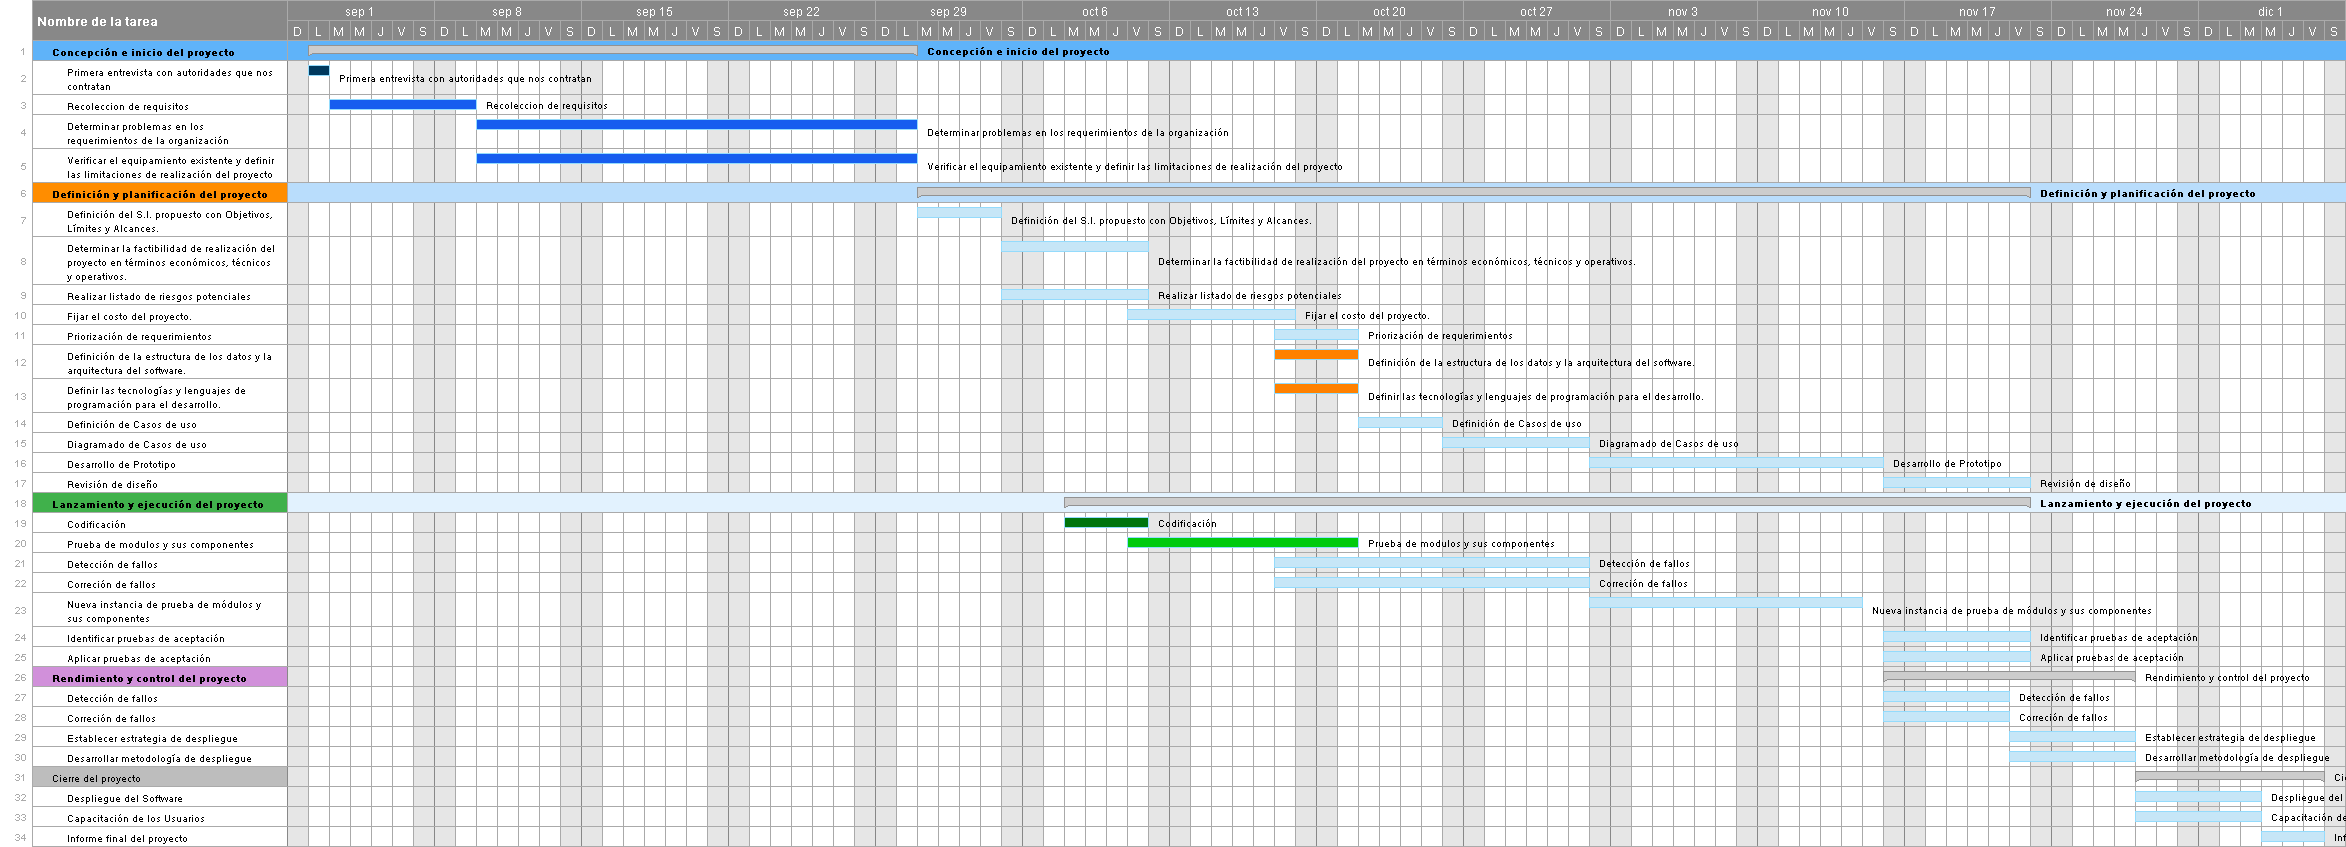 Nombre de la tarea
sep 1 sep 8 sep 15 sep 22 sep 29 oct 6 oct 13 oct 20 oct 27 nov 3 nov 10 nov 17 nov 24 dic 1
D L M M J V S D L M M J V S D L M M J V S D L M M J V S D L M M J V S D L M M J V S D L M M J V S D L M M J V S D L M M J V S D L M M J V S D L M M J V S D L M M J V S D L M M J V S D L M M J V S
1 Concepción e inicio del proyecto Concepción e inicio del proyecto
2 Primera entrevista con autoridades que nos
contratan
Primera entrevista con autoridades que nos contratan
3 Recoleccion de requisitos Recoleccion de requisitos
4 Determinar problemas en los
requerimientos de la organización
Determinar problemas en los requerimientos de la organización
5 Verificar el equipamiento existente y definir
las limitaciones de realización del proyecto
Verificar el equipamiento existente y definir las limitaciones de realización del proyecto
6 Definición y planificación del proyecto Definición y planificación del proyecto
7 Definición del S.I. propuesto con Objetivos,
Límites y Alcances.
Definición del S.I. propuesto con Objetivos, Límites y Alcances.
8 Determinar la factibilidad de realización del
proyecto en términos económicos, técnicos
y operativos.
Determinar la factibilidad de realización del proyecto en términos económicos, técnicos y operativos.
9 Realizar listado de riesgos potenciales Realizar listado de riesgos potenciales
10 Fijar el costo del proyecto. Fijar el costo del proyecto.
11 Priorización de requerimientos Priorización de requerimientos
12 Definición de la estructura de los datos y la
arquitectura del software.
Definición de la estructura de los datos y la arquitectura del software.
13 Definir las tecnologías y lenguajes de
programación para el desarrollo.
Definir las tecnologías y lenguajes de programación para el desarrollo.
14 Definición de Casos de uso Definición de Casos de uso
15 Diagramado de Casos de uso Diagramado de Casos de uso
16 Desarrollo de Prototipo Desarrollo de Prototipo
17 Revisión de diseño Revisión de diseño
18 Lanzamiento y ejecución del proyecto Lanzamiento y ejecución del proyecto
19 Codificación Codificación
20 Prueba de modulos y sus componentes Prueba de modulos y sus componentes
21 Detección de fallos Detección de fallos
22 Correción de fallos Correción de fallos
23 Nueva instancia de prueba de módulos y
sus componentes
Nueva instancia de prueba de módulos y sus componentes
24 Identificar pruebas de aceptación Identificar pruebas de aceptación
25 Aplicar pruebas de aceptación Aplicar pruebas de aceptación
26 Rendimiento y control del proyecto Rendimiento y control del proyecto
27 Detección de fallos Detección de fallos
28 Correción de fallos Correción de fallos
29 Establecer estrategia de despliegue Establecer estrategia de despliegue
30 Desarrollar metodología de despliegue Desarrollar metodología de despliegue
31 Cierre del proyecto Ci
32 Despliegue del Software Despliegue del
33 Capacitación de los Usuarios Capacitación de
34 Informe final del proyecto Inf